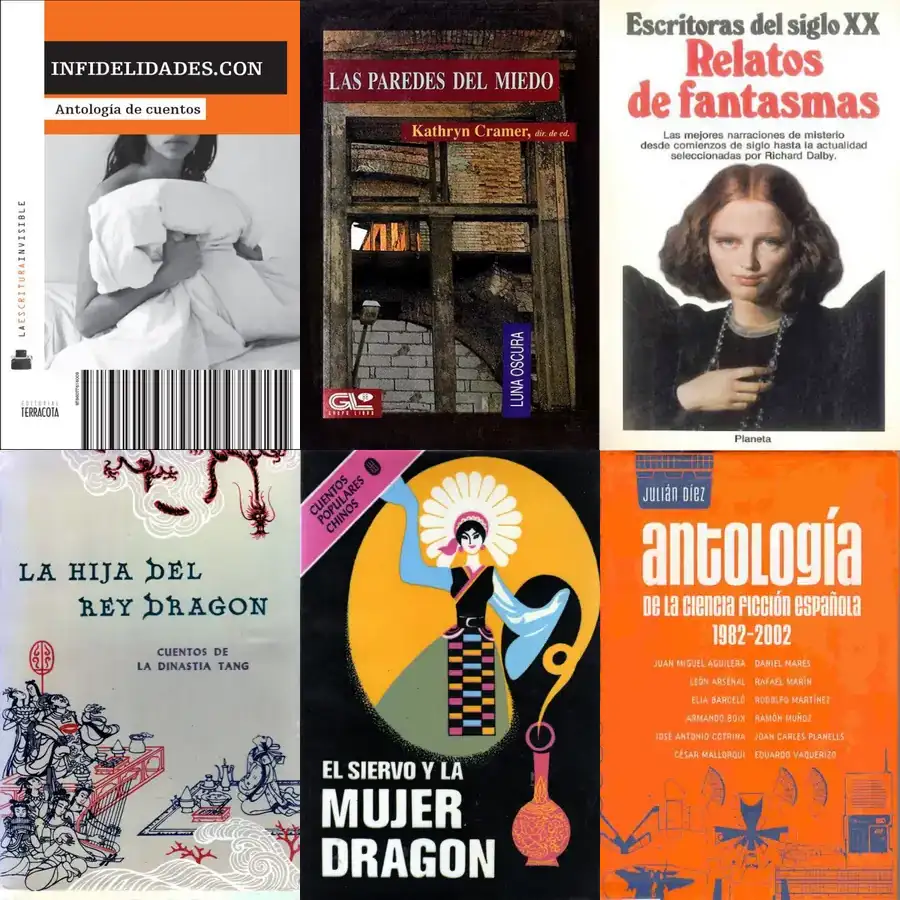 INFIDELIDADES.CON
Antología de cuentos
LA ESCRITURA INVISIBLE
EDITORIAL
TERRACOTA
LAS PAREDES DEL MIEDO
Kathryn Cramer, dir. de ed.
LUNA OSCURA
GL
GRUPO LIBRO
Escritoras del siglo XX
Relatos
de fantasmas
Las mejores narraciones de misterio
desde comienzos de siglo hasta la actualidad
seleccionadas por Richard Dalby.
Planeta
LA HIJA DEL
REY DRAGON
CUENTOS DE
LA DINASTIA TANG
CUENTOS
POPULARES
CHINOS
EL SIERVO Y LA
MUJER
DRAGON
JULIÁN DÍEZ
antología
DE LA CIENCIA FICCIÓN ESPAÑOLA
1982-2002
JUAN MIGUEL AGUILERA DANIEL MARES
LEÓN ARSENAL RAFAEL MARÍN
ELIA BARCELÓ RODOLFO MARTÍNEZ
ARMANDO BOIX RAMÓN MUÑOZ
JOSÉ ANTONIO COTRINA JOAN CARLES PLANELLS
CÉSAR MALLORQUÍ EDUARDO VAQUERIZO